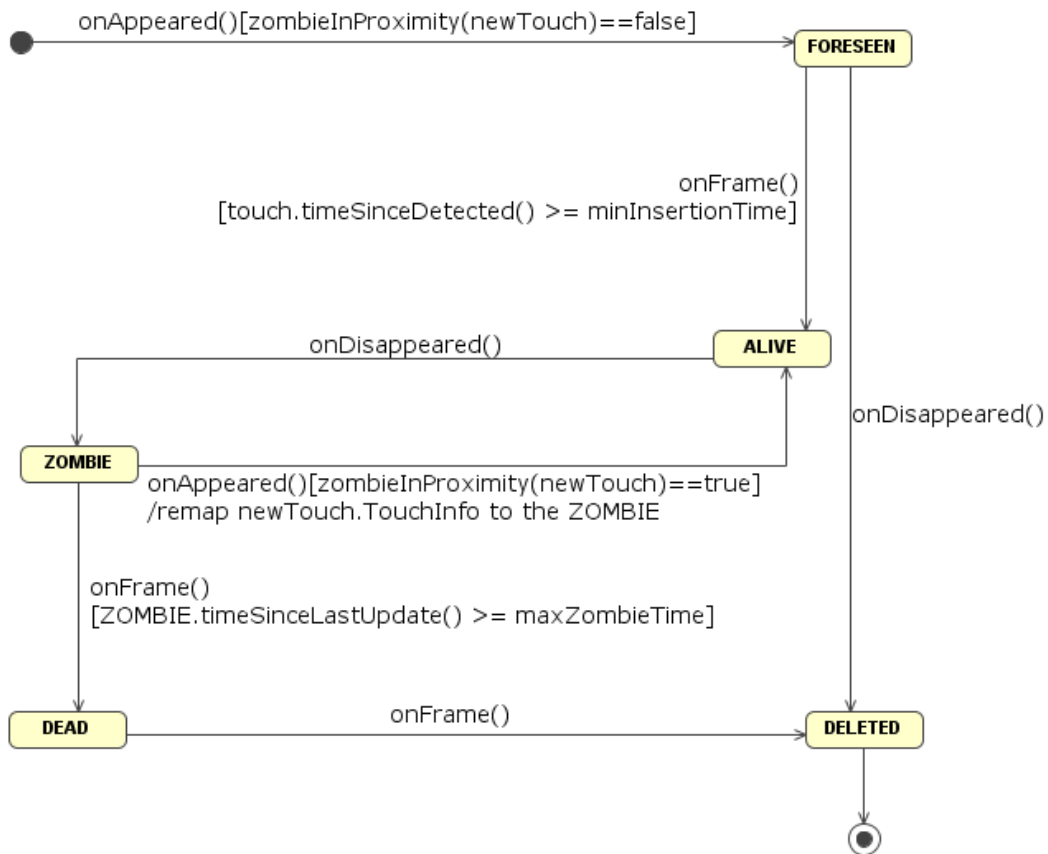 onAppeared()[zombieInProximity(newTouch)==false]
FORESEEN
onFrame()
[touch.timeSinceDetected() >= minInsertionTime]
onDisappeared()
ALIVE
onDisappeared()
ZOMBIE
onAppeared()[zombieInProximity(newTouch)==true]
/remap newTouch.TouchInfo to the ZOMBIE
onFrame()
[ZOMBIE.timeSinceLastUpdate() >= maxZombieTime]
DEAD
onFrame()
DELETED